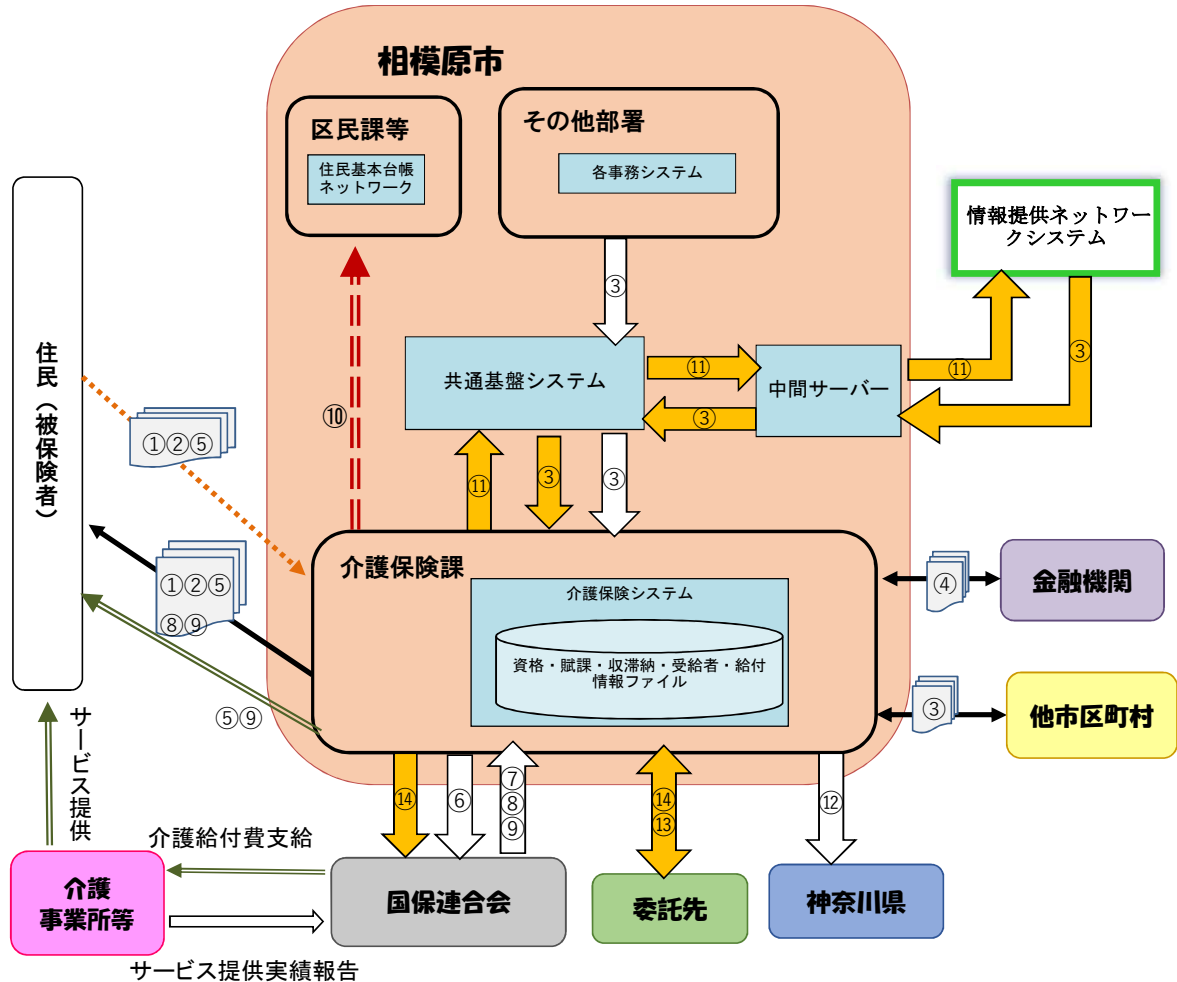 相模原市
区民課等
住民基本台帳
ネットワーク
その他部署
各事務システム
情報提供ネットワー
クシステム
③
共通基盤システム
⑪
③
中間サーバー
⑪
③
⑩
⑪
③
③
住民(被保険者)
①②⑤
①②⑤
⑧⑨
⑤⑨
介護保険課
介護保険システム
資格・賦課・収滞納・受給者・給付
情報ファイル
④
金融機関
③
他市区町村
サービス提供
⑭
⑥
⑦
⑧
⑨
⑭
⑬
⑫
介護給付費支給
介護
事業所等
国保連合会
委託先
神奈川県
サービス提供実績報告